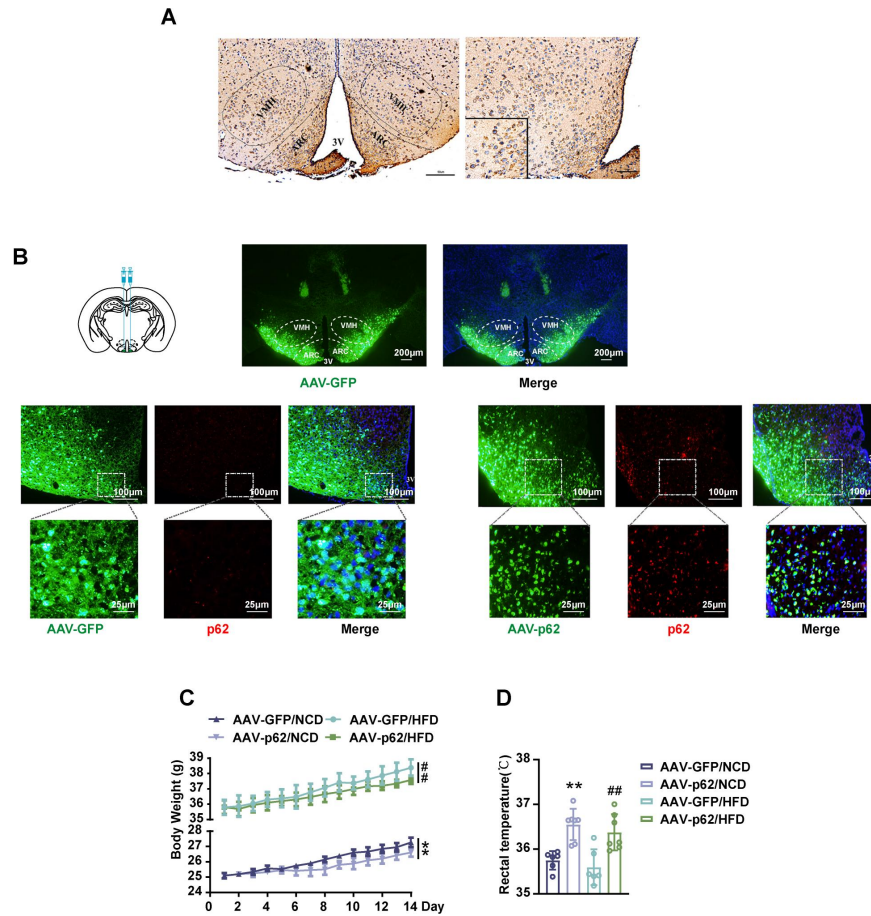 A
VMH
ARC
3V
VMH
ARC
B
VMH
VMH
ARC
ARC
3V
200μm
VMH
VMH
ARC
ARC
3V
200μm
AAV-GFP
Merge
100μm
100μm
3V
100μm
100μm
100μm
100μm
25μm
25μm
25μm
25μm
25μm
25μm
AAV-GFP
p62
Merge
AAV-p62
p62
Merge
C
AAV-GFP/NCD
AAV-GFP/HFD
AAV-p62/NCD
AAV-p62/HFD
Body Weight (g)
39
38
37
36
35
27
26
25
24
0 2 4 6 8 10 12 14 Day
##
**
D
AAV-GFP/NCD
AAV-p62/NCD
AAV-GFP/HFD
AAV-p62/HFD
Rectal temperature(℃)
38
37
36
35
**
##